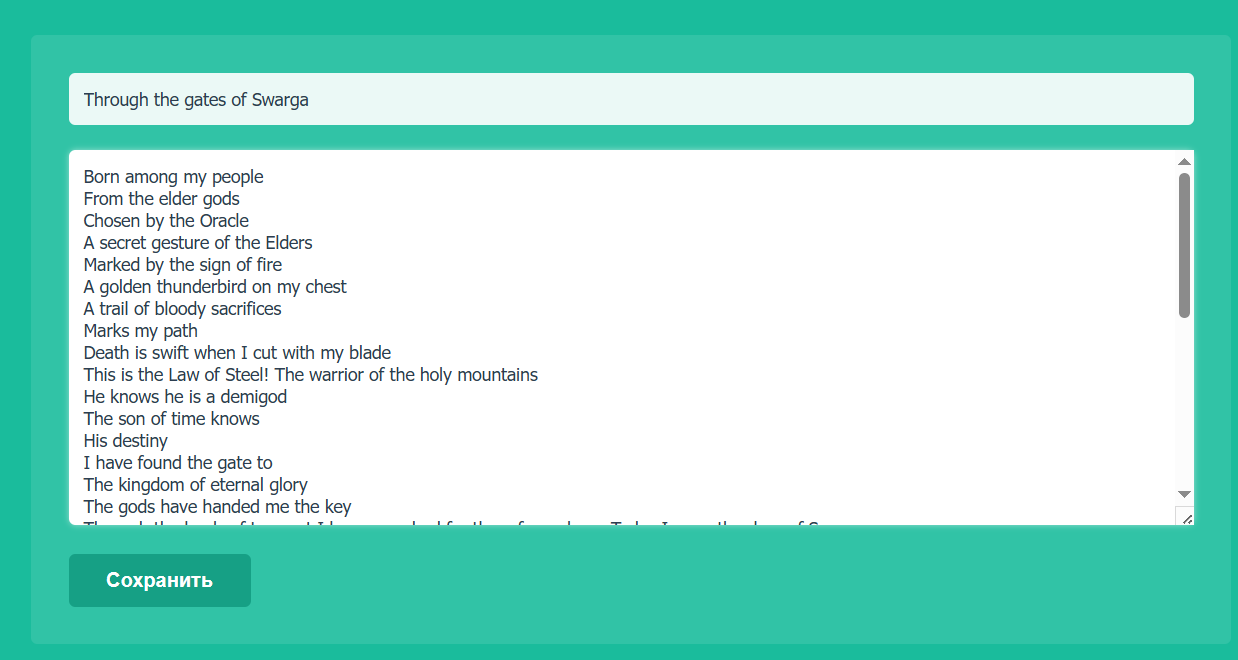 Through the gates of Swarga
Born among my people
From the elder gods
Chosen by the Oracle
A secret gesture of the Elders
Marked by the sign of fire
A golden thunderbird on my chest
A trail of bloody sacrifices
Marks my path
Death is swift when I cut with my blade
This is the Law of Steel! The warrior of the holy mountains
He knows he is a demigod
The son of time knows
His destiny
I have found the gate to
The kingdom of eternal glory
The gods have handed me the key
Сохранить